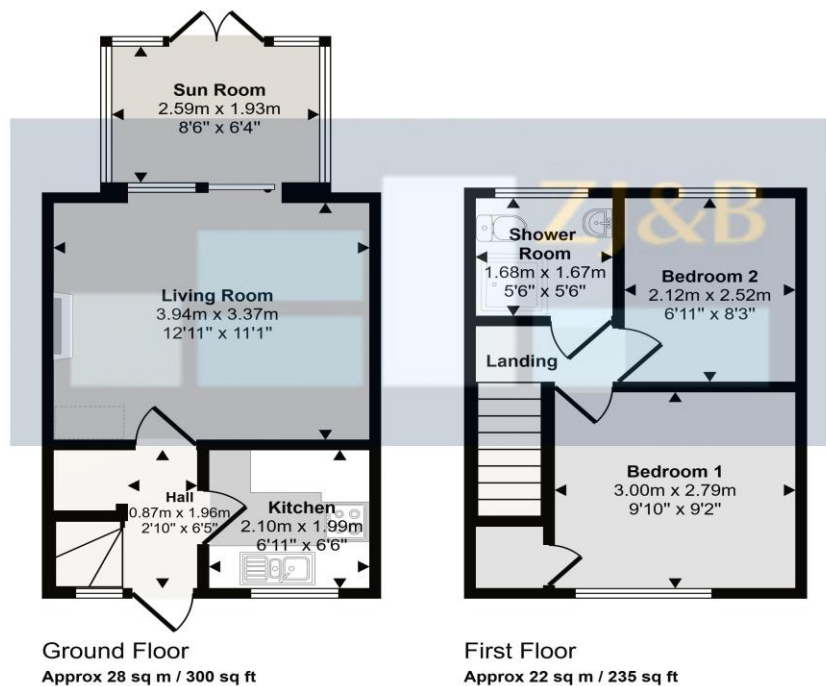 Sun Room
2.59m x 1.93m
8'6" x 6'4"
ZJ&B
Living Room
3.94m x 3.37m
12'11" x 11'1"
Shower
Room
1.68m x 1.67m
5'6" x 5'6"
Bedroom 2
2.12m x 2.52m
6'11" x 8'3"
Landing
Hall
0.87m x 1.96m
2'10" x 6'5"
Kitchen
2.10m x 1.99m
6'11" x 6'6"
Bedroom 1
3.00m x 2.79m
9'10" x 9'2"
Ground Floor
Approx 28 sq m / 300 sq ft
First Floor
Approx 22 sq m / 235 sq ft